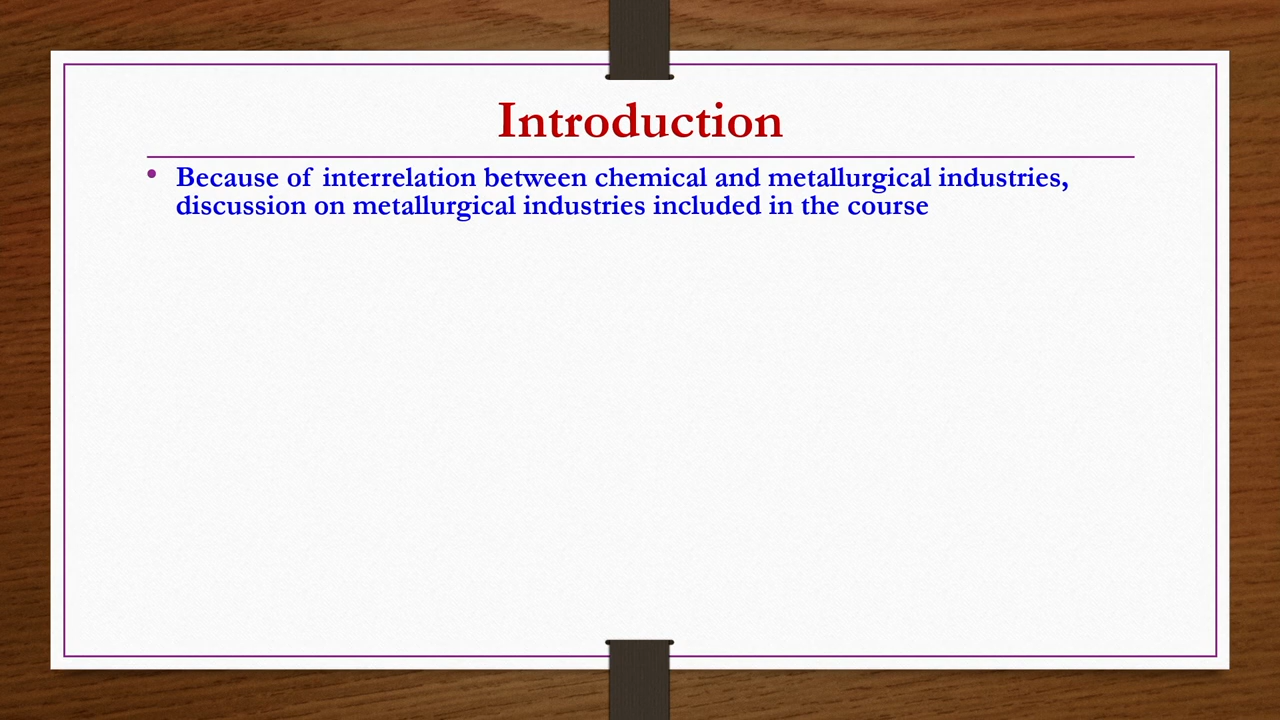 Introduction
• Because of interrelation between chemical and metallurgical industries,
discussion on metallurgical industries included in the course